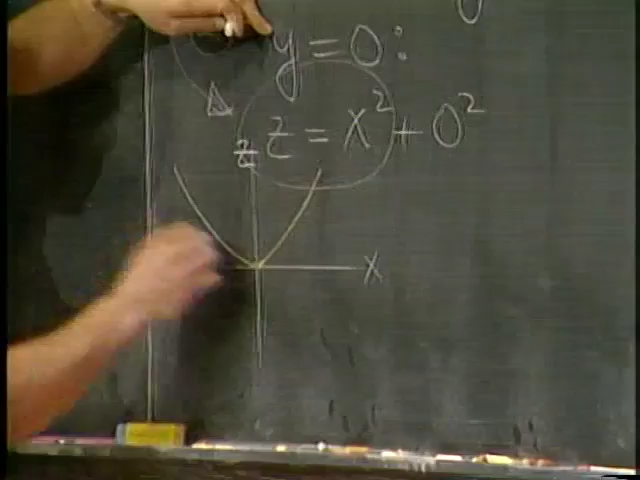 y = 0:
z = x² + 0²
z
x